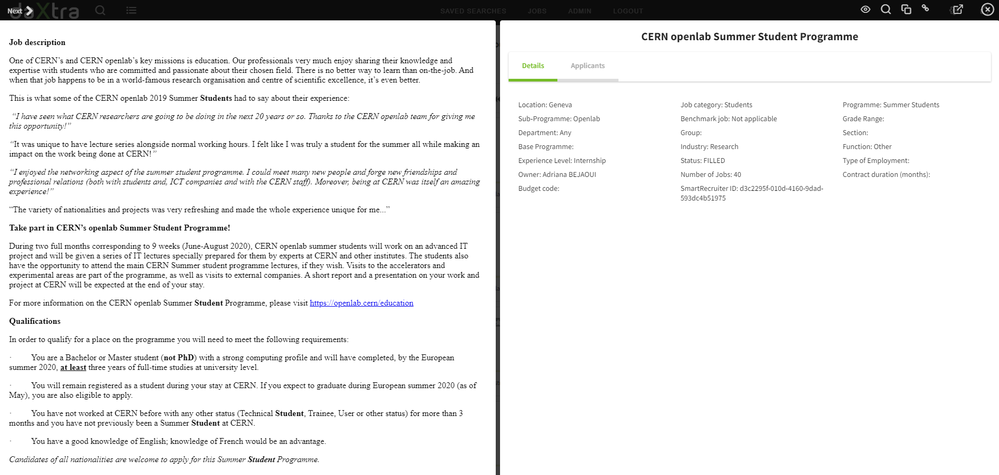 Next
daXtra
SAVED SEARCHES
JOBS
ADMIN
LOGOUT
Job description
One of CERN’s and CERN openlab’s key missions is education. Our professionals very much enjoy sharing their knowledge and
expertise with students who are committed and passionate about their chosen field. There is no better way to learn than on-the-job. And
when that job happens to be in a world-famous research organisation and centre of scientific excellence, it’s even better.
This is what some of the CERN openlab 2019 Summer Students had to say about their experience:
“I have seen what CERN researchers are going to be doing in the next 20 years or so. Thanks to the CERN openlab team for giving me
this opportunity!”
“It was unique to have lecture series alongside normal working hours. I felt like I was truly a student for the summer all while making an
impact on the work being done at CERN!”
“I enjoyed the networking aspect of the summer student programme. I could meet many new people and forge new friendships and
professional relations (both with students and, ICT companies and with the CERN staff). Moreover, being at CERN was itself an amazing
experience!”
“The variety of nationalities and projects was very refreshing and made the whole experience unique for me...”
Take part in CERN’s openlab Summer Student Programme!
During two full months corresponding to 9 weeks (June-August 2020), CERN openlab summer students will work on an advanced IT
project and will be given a series of IT lectures specially prepared for them by experts at CERN and other institutes. The students also
have the opportunity to attend the main CERN Summer student programme lectures, if they wish. Visits to the accelerators and
experimental areas are part of the programme, as well as visits to external companies. A short report and a presentation on your work and
project at CERN will be expected at the end of your stay.
For more information on the CERN openlab Summer Student Programme, please visit https://openlab.cern/education
Qualifications
In order to qualify for a place on the programme you will need to meet the following requirements:
· You are a Bachelor or Master student (not PhD) with a strong computing profile and will have completed, by the European
summer 2020, at least three years of full-time studies at university level.
· You will remain registered as a student during your stay at CERN. If you expect to graduate during European summer 2020 (as of
May), you are also eligible to apply.
· You have not worked at CERN before with any other status (Technical Student, Trainee, User or other status) for more than 3
months and you have not previously been a Summer Student at CERN.
· You have a good knowledge of English; knowledge of French would be an advantage.
Candidates of all nationalities are welcome to apply for this Summer Student Programme.
CERN openlab Summer Student Programme
Details
Applicants
Location: Geneva
Job category: Students
Programme: Summer Students
Sub-Programme: Openlab
Benchmark job: Not applicable
Grade Range:
Department: Any
Group:
Section:
Base Programme:
Industry: Research
Function: Other
Experience Level: Internship
Status: FILLED
Type of Employment:
Owner: Adriana BEJAOUI
Number of Jobs: 40
Contract duration (months):
Budget code:
SmartRecruiter ID: d3c2295f-010d-4160-9dad-
593dc4b51975